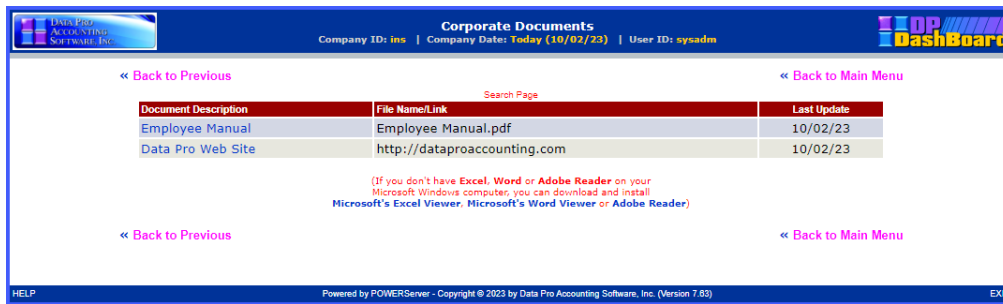 DATA PRO
ACCOUNTING
SOFTWARE, INC.
Corporate Documents
Company ID: ins | Company Date: Today (10/02/23) | User ID: sysadm
DP
DashBoard
« Back to Previous « Back to Main Menu
Search Page
Document Description File Name/Link Last Update
Employee Manual Employee Manual.pdf 10/02/23
Data Pro Web Site http://dataproaccounting.com 10/02/23
(If you don't have Excel, Word or Adobe Reader on your
Microsoft Windows computer, you can download and install
Microsoft's Excel Viewer, Microsoft's Word Viewer or Adobe Reader)
« Back to Previous « Back to Main Menu
HELP Powered by POWERServer - Copyright © 2023 by Data Pro Accounting Software, Inc. (Version 7.83) EX